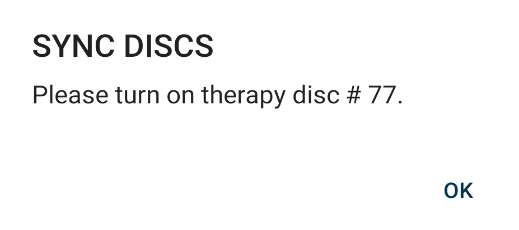 SYNC DISCS
Please turn on therapy disc # 77.
OK